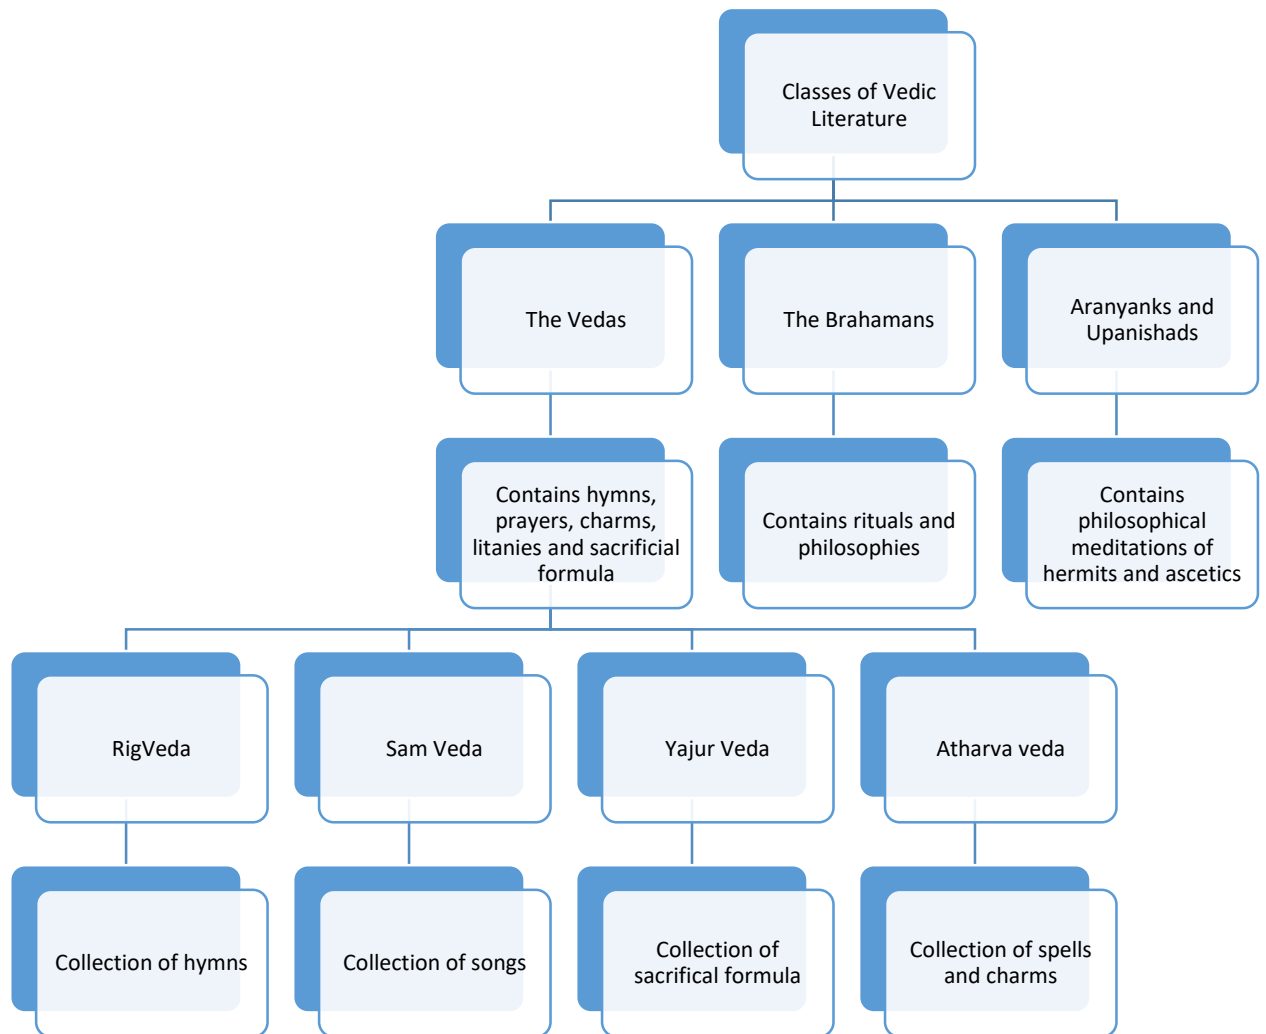 Classes of Vedic
Literature
The Vedas
The Brahamans
Aranyanks and
Upanishads
Contains hymns,
prayers, charms,
litanies and sacrificial
formula
Contains rituals and
philosophies
Contains
philosophical
meditations of
hermits and ascetics
RigVeda
Sam Veda
Yajur Veda
Atharva veda
Collection of hymns
Collection of songs
Collection of
sacrifical formula
Collection of spells
and charms